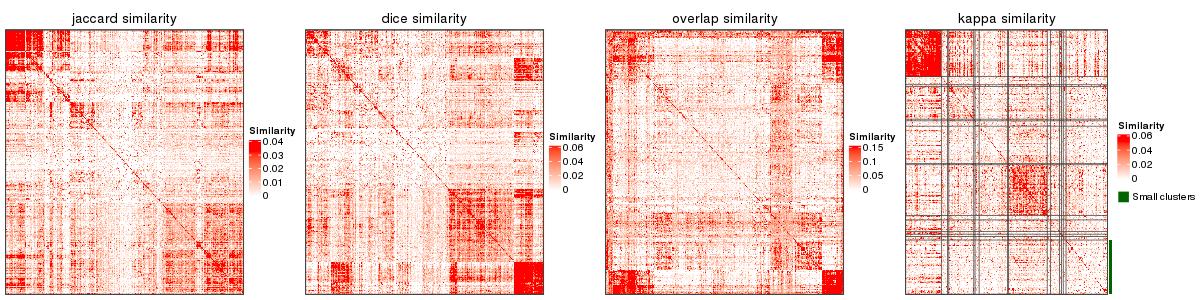 jaccard similarity
Similarity
0.04
0.03
0.02
0.01
0
dice similarity
Similarity
0.06
0.04
0.02
0
overlap similarity
Similarity
0.15
0.1
0.05
0
kappa similarity
Similarity
0.06
0.04
0.02
0
Small clusters